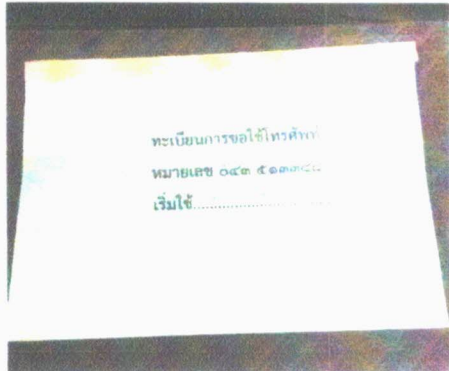 ทะเบียนการขอใช้โทรศัพท์
หมายเลข ๐๔๓
เริ่มใช้....................